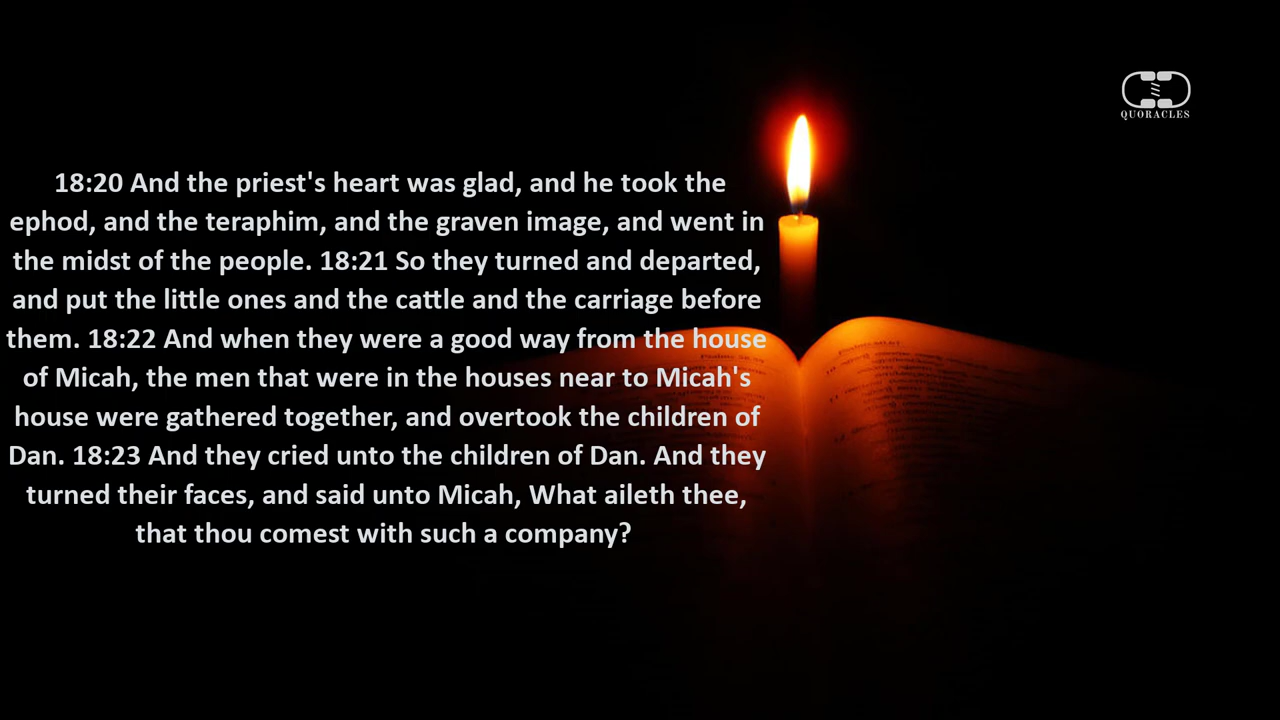 QUORACLES
18:20 And the priest's heart was glad, and he took the
ephod, and the teraphim, and the graven image, and went in
the midst of the people. 18:21 So they turned and departed,
and put the little ones and the cattle and the carriage before
them. 18:22 And when they were a good way from the house
of Micah, the men that were in the houses near to Micah's
house were gathered together, and overtook the children of
Dan. 18:23 And they cried unto the children of Dan. And they
turned their faces, and said unto Micah, What aileth thee,
that thou comest with such a company?